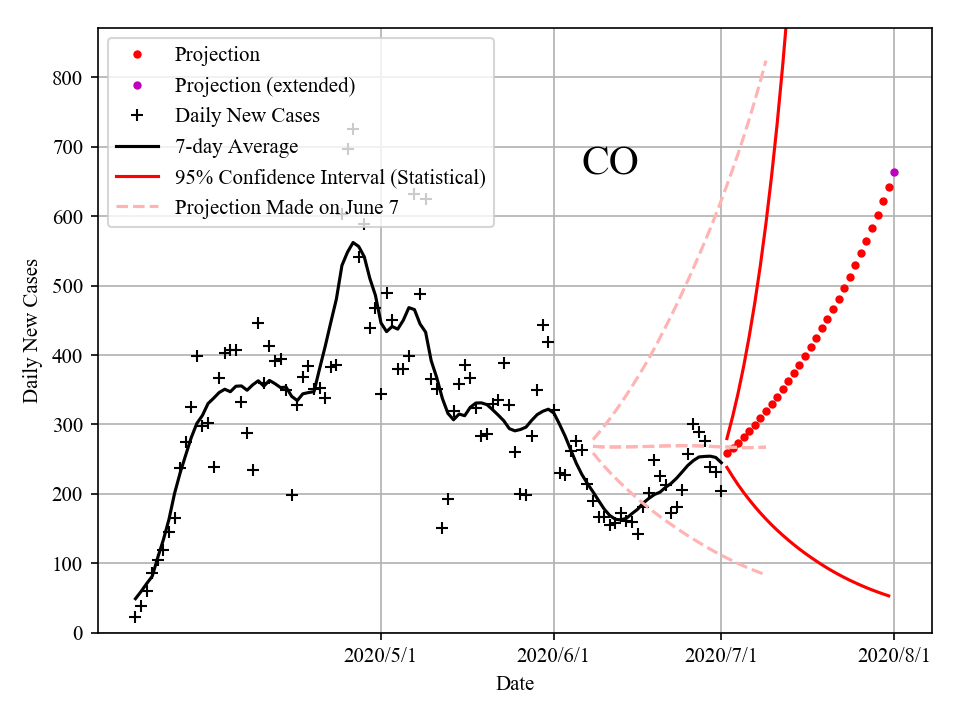 Projection
Projection (extended)
Daily New Cases
7-day Average
95% Confidence Interval (Statistical)
Projection Made on June 7
CO
800
700
600
500
400
300
200
100
0
Daily New Cases
2020/5/1
2020/6/1
2020/7/1
2020/8/1
Date